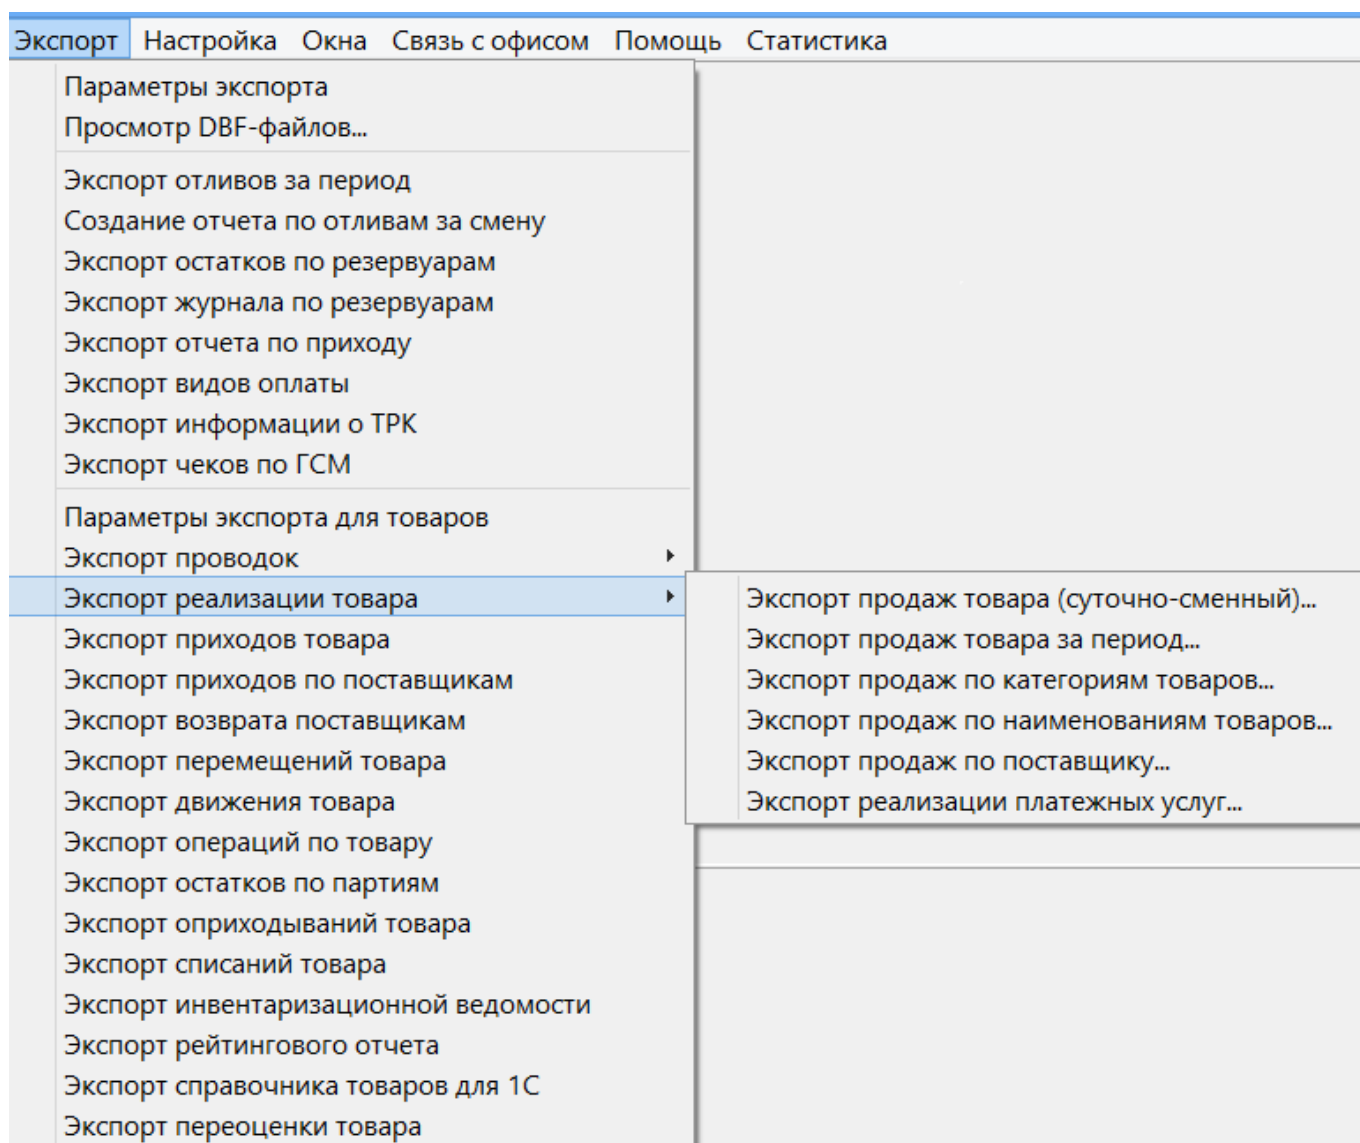 Экспорт Настройка Окна Связь с офисом Помощь Статистика
Параметры экспорта
Просмотр DBF-файлов...
Экспорт отливов за период
Создание отчета по отливам за смену
Экспорт остатков по резервуарам
Экспорт журнала по резервуарам
Экспорт отчета по приходу
Экспорт видов оплаты
Экспорт информации о ТРК
Экспорт чеков по ГСМ
Параметры экспорта для товаров
Экспорт проводок
Экспорт реализации товара
Экспорт приходов товара
Экспорт приходов по поставщикам
Экспорт возврата поставщикам
Экспорт перемещений товара
Экспорт движения товара
Экспорт операций по товару
Экспорт остатков по партиям
Экспорт оприходываний товара
Экспорт списаний товара
Экспорт инвентаризационной ведомости
Экспорт рейтингового отчета
Экспорт справочника товаров для 1С
Экспорт переоценки товара
Экспорт продаж товара (суточно-сменный)...
Экспорт продаж товара за период...
Экспорт продаж по категориям товаров...
Экспорт продаж по наименованиям товаров...
Экспорт продаж по поставщику...
Экспорт реализации платежных услуг...